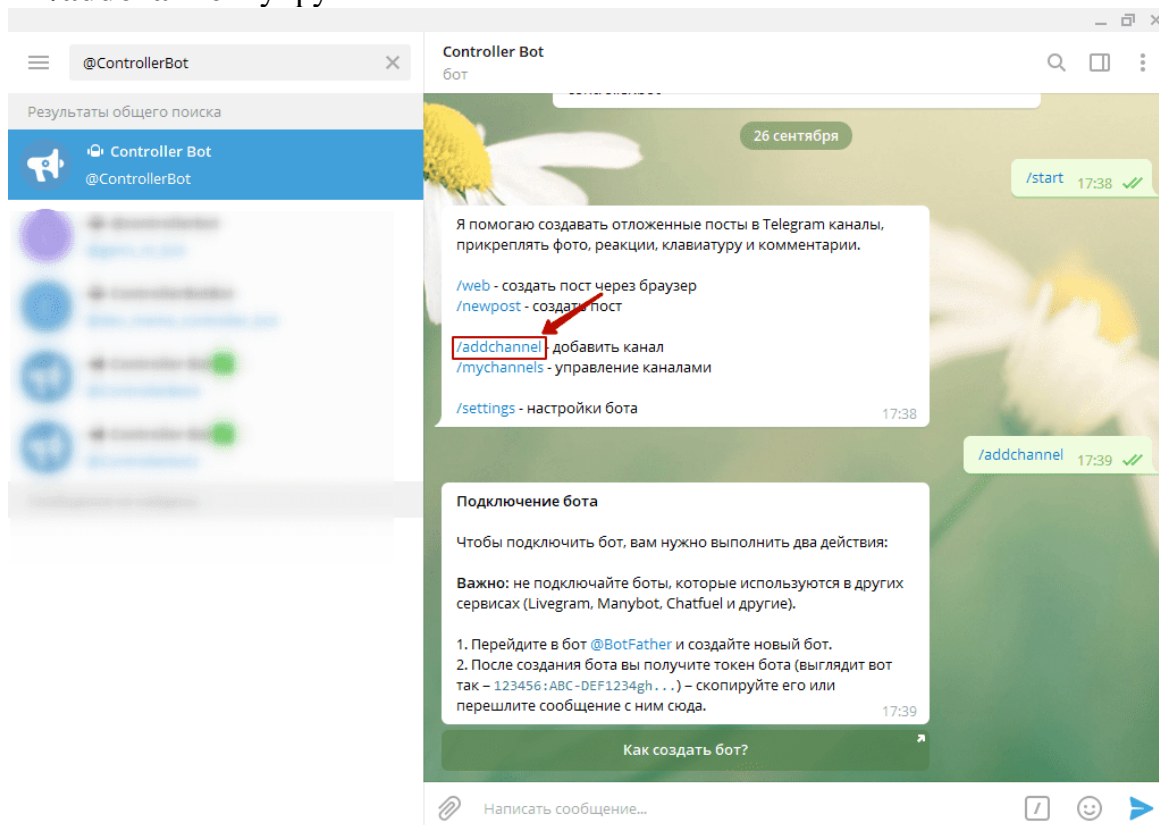 @ControllerBot
Результаты общего поиска
Controller Bot
@ControllerBot
Controller Bot
бот
26 сентября
/start 17:38
Я помогаю создавать отложенные посты в Telegram каналы,
прикреплять фото, реакции, клавиатуру и комментарии.
/web - создать пост через браузер
/newpost - создать пост
/addchannel - добавить канал
/mychannels - управление каналами
/settings - настройки бота
17:38
/addchannel 17:39
Подключение бота
Чтобы подключить бот, вам нужно выполнить два действия:
Важно: не подключайте боты, которые используются в других
сервисах (Livegram, Manybot, Chatfuel и другие).
1. Перейдите в бот @BotFather и создайте новый бот.
2. После создания бота вы получите токен бота (выглядит вот
так – 123456:ABC-DEF1234gh...) – скопируйте его или
перешлите сообщение с ним сюда.
17:39
Как создать бот?
Написать сообщение...